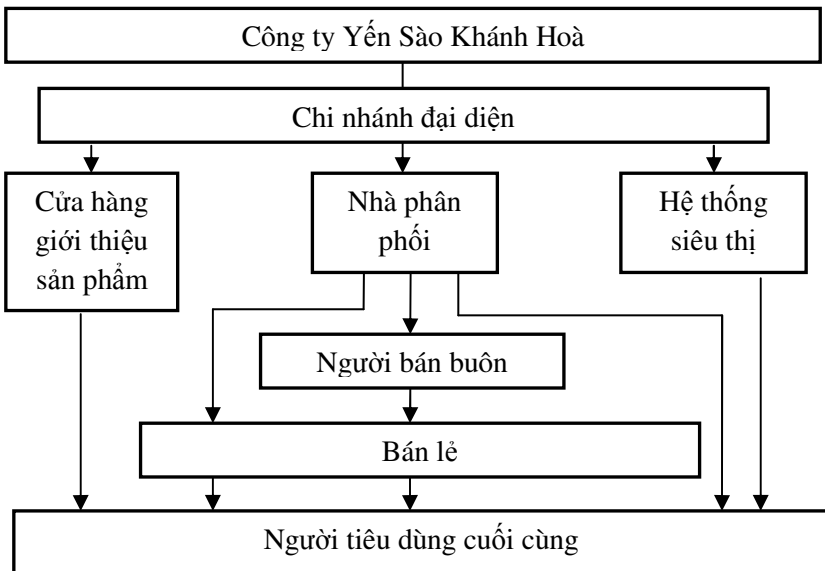 Công ty Yến Sào Khánh Hoà
Chi nhánh đại diện
Cửa hàng
giới thiệu
sản phẩm
Nhà phân
phối
Hệ thống
siêu thị
Người bán buôn
Bán lẻ
Người tiêu dùng cuối cùng